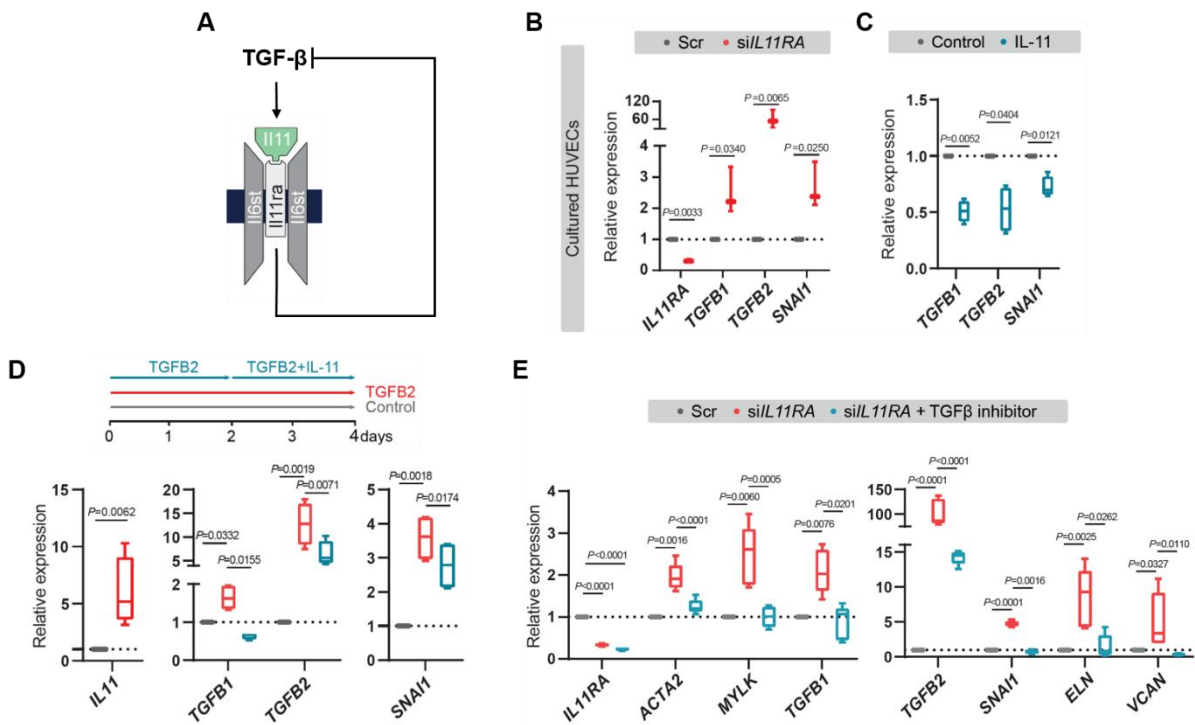 A
TGF-β
Il11
Il6st
Il11ra
Il6st
B
Scr siIL11RA
Cultured HUVECs
Relative expression
120
60
4
3
2
1
0
P=0.0033
P=0.0340
P=0.0065
P=0.0250
IL11RA
TGFB1
TGFB2
SNAI1
C
Control IL-11
Relative expression
1.5
1.0
0.5
0.0
P=0.0052
P=0.0404
P=0.0121
TGFB1
TGFB2
SNAI1
D
TGFB2 TGFB2+IL-11
TGFB2
Control
0 1 2 3 4 days
Relative expression
15
10
5
1
0
P=0.0062
IL11
20
15
10
5
2
1
0
P=0.0332
P=0.0155
P=0.0019
P=0.0071
TGFB1
TGFB2
5
4
3
2
1
0
P=0.0018
P=0.0174
SNAI1
E
Scr siIL11RA siIL11RA + TGFβ inhibitor
Relative expression
4
3
2
1
0
P<0.0001
P<0.0001
P=0.0016
P<0.0001
P=0.0060
P=0.0005
P=0.0076
P=0.0201
IL11RA
ACTA2
MYLK
TGFB1
150
100
50
15
10
5
1
0
P<0.0001
P<0.0001
P<0.0001
P=0.0016
P=0.0025
P=0.0262
P=0.0327
P=0.0110
TGFB2
SNAI1
ELN
VCAN